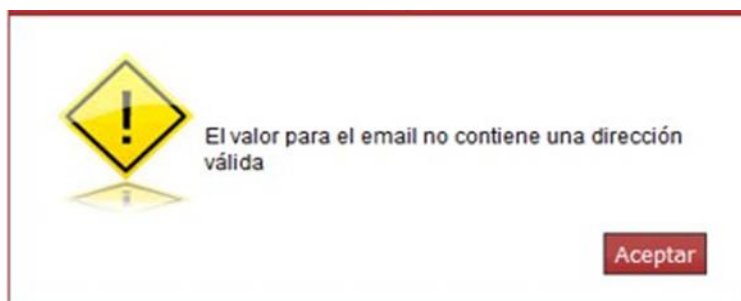 El valor para el email no contiene una dirección
válida
Aceptar